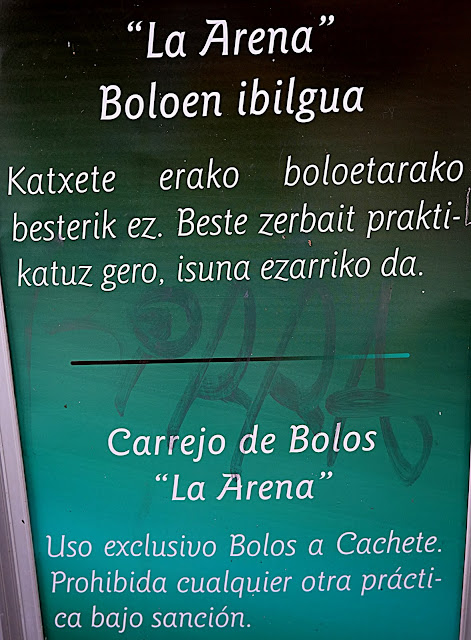 “La Arena”
Boloen ibilgua
Katxete erako boloetarako
besterik ez. Beste zerbait prakti-
katuz gero, isuna ezarriko da.
Carrejo de Bolos
“La Arena”
Uso exclusivo Bolos a Cachete.
Prohibida cualquier otra prácti-
ca bajo sanción.